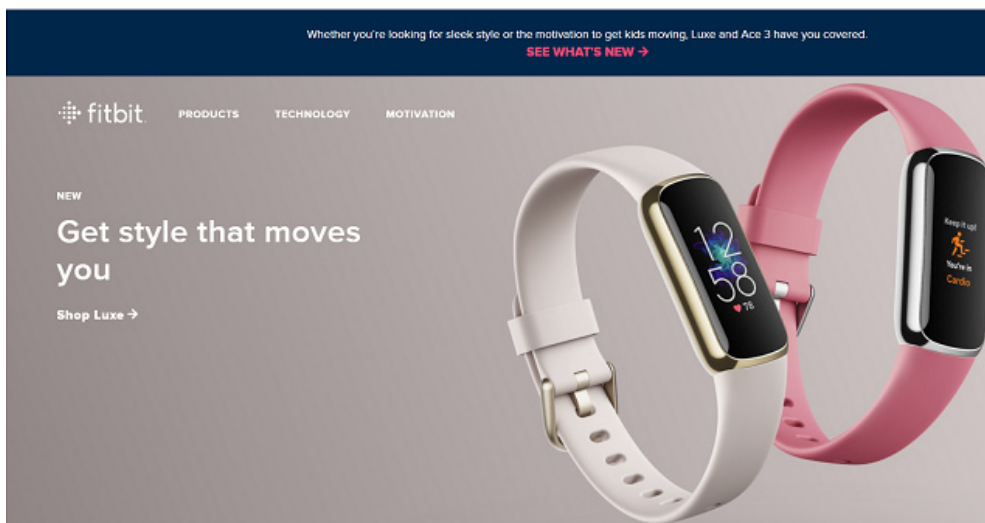 Whether you're looking for sleek style or the motivation to get kids moving, Luxe and Ace 3 have you covered.
SEE WHAT'S NEW →
fitbit. PRODUCTS TECHNOLOGY MOTIVATION
NEW
Get style that moves
you
Shop Luxe →
12
58
78
Keep it up!
You're in
Cardio